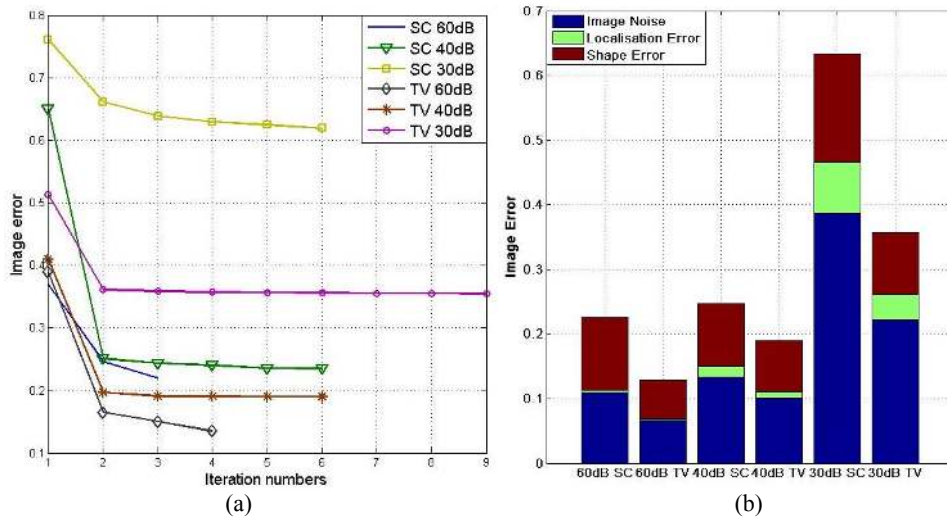 0.8
0.7
0.6
0.5
0.4
0.3
0.2
0.1
Image error
1 2 3 4 5 6 7 8 9
Iteration numbers
SC 60dB
SC 40dB
SC 30dB
TV 60dB
TV 40dB
TV 30dB
(a)
0.7
0.6
0.5
0.4
0.3
0.2
0.1
0
Image Error
Image Noise
Localisation Error
Shape Error
60dB SC 60dB TV 40dB SC 40dB TV 30dB SC 30dB TV
(b)